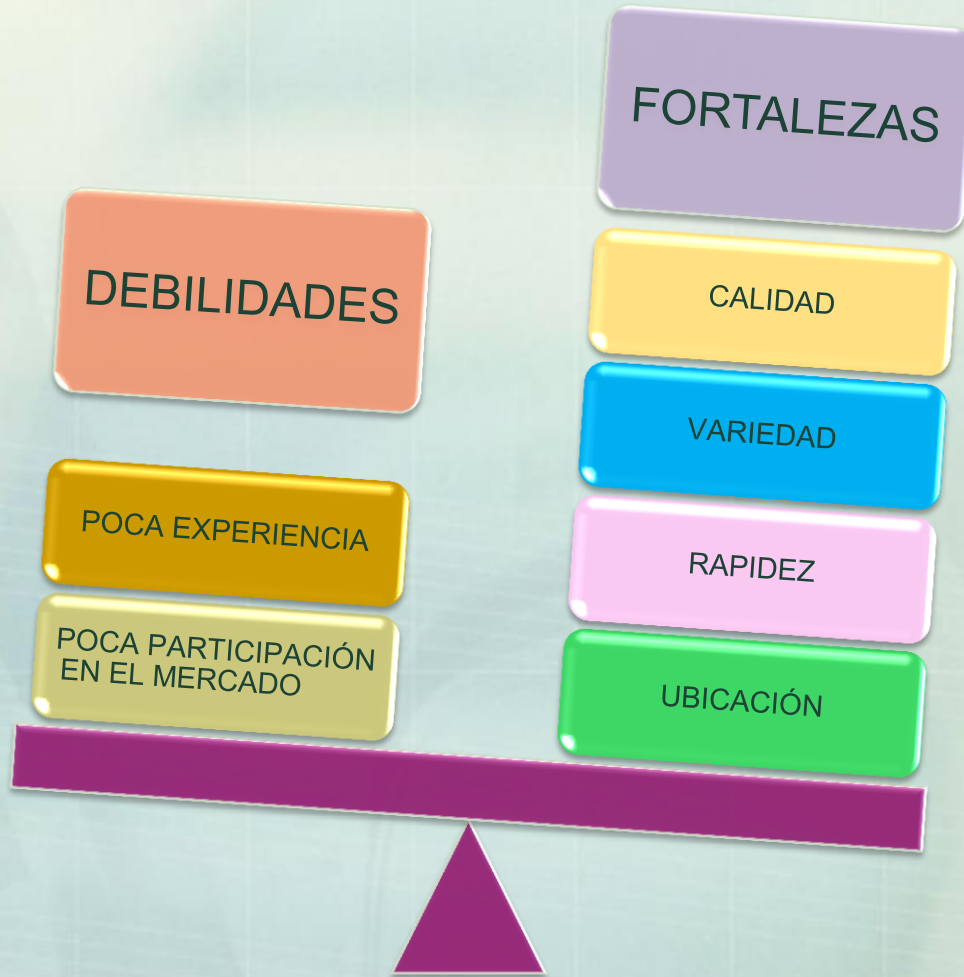 DEBILIDADES
POCA EXPERIENCIA
POCA PARTICIPACIÓN
EN EL MERCADO
FORTALEZAS
CALIDAD
VARIEDAD
RAPIDEZ
UBICACIÓN